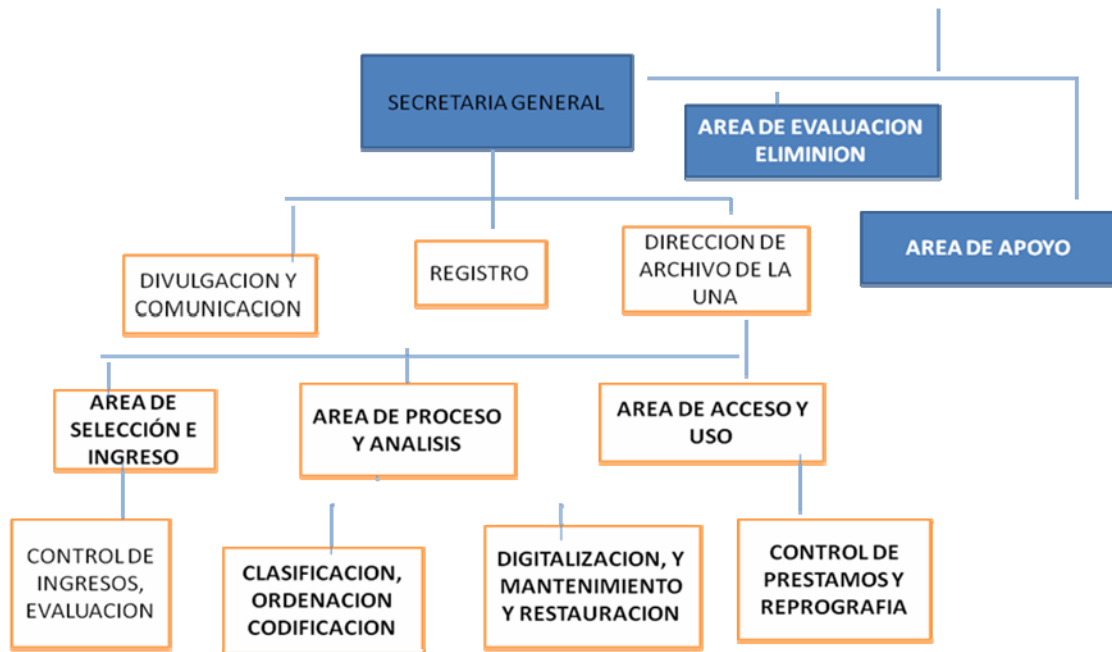 SECRETARIA GENERAL
AREA DE EVALUACION
ELIMINION
AREA DE APOYO
DIVULGACION Y
COMUNICACION
REGISTRO
DIRECCION DE
ARCHIVO DE LA
UNA
AREA DE
SELECCIÓN E
INGRESO
AREA DE PROCESO
Y ANALISIS
AREA DE ACCESO Y
USO
CONTROL DE
INGRESOS,
EVALUACION
CLASIFICACION,
ORDENACION
CODIFICACION
DIGITALIZACION, Y
MANTENIMIENTO
Y RESTAURACION
CONTROL DE
PRESTAMOS Y
REPROGRAFIA